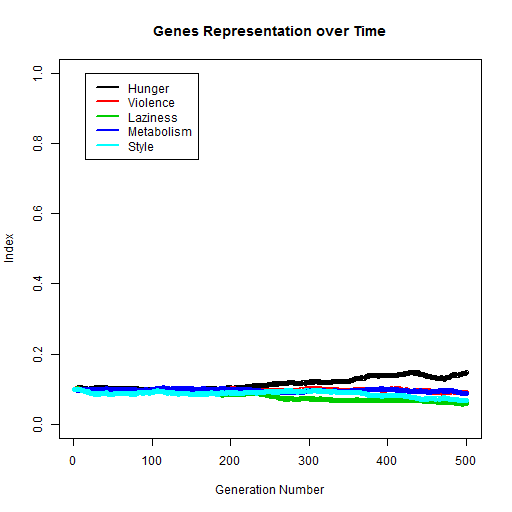 Genes Representation over Time
1.0
0.8
0.6
0.4
0.2
0.0
Index
Hunger
Violence
Laziness
Metabolism
Style
0 100 200 300 400 500
Generation Number